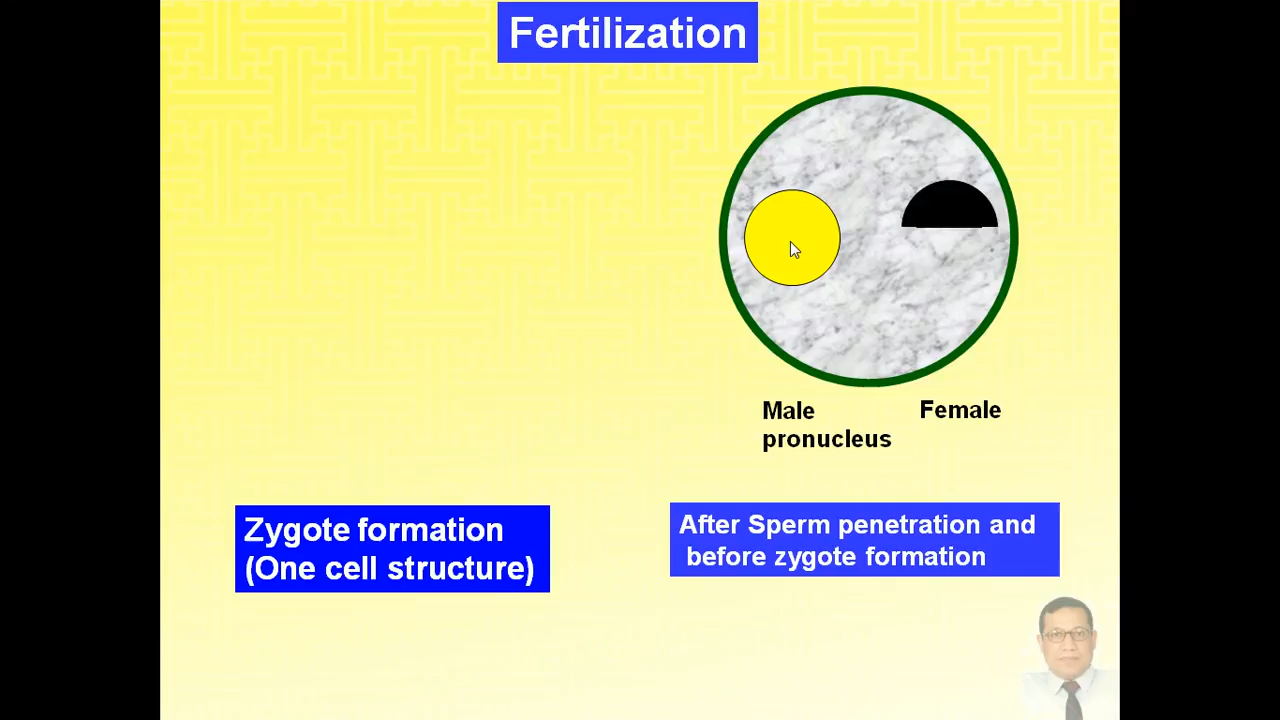 Fertilization
Male
pronucleus
Female
Zygote formation
(One cell structure)
After Sperm penetration and
before zygote formation